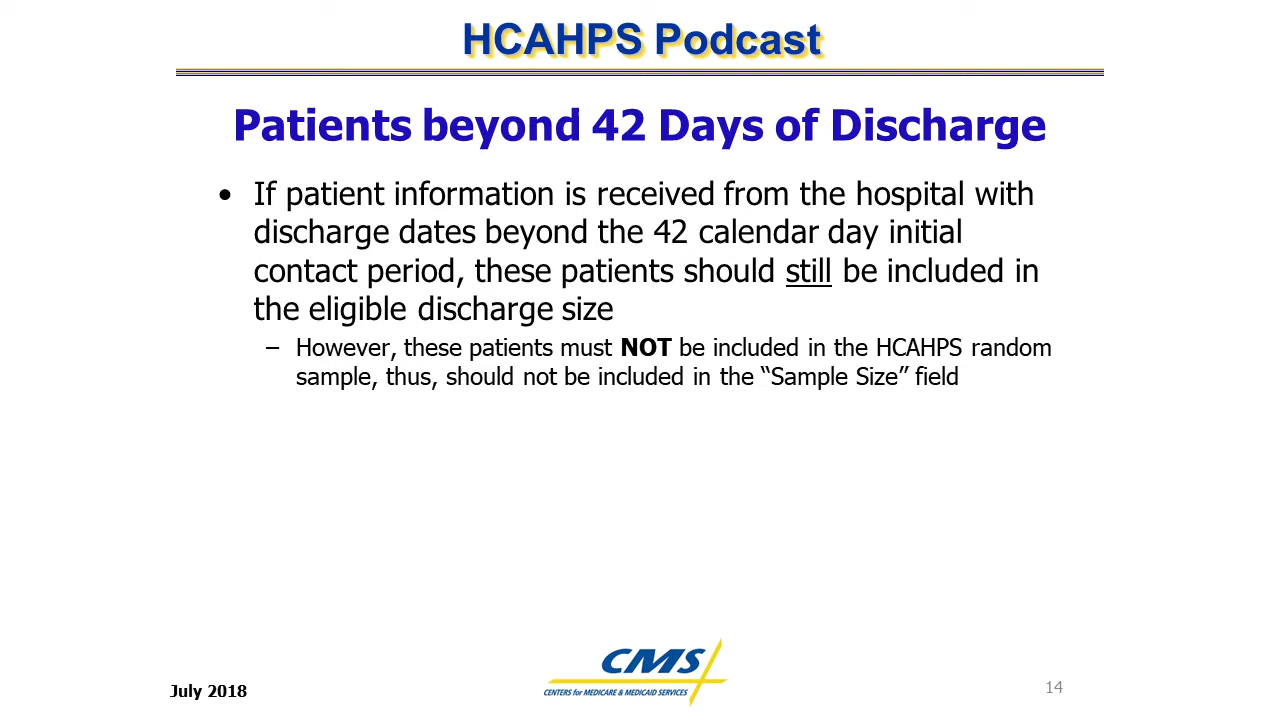 HCAHPS Podcast
Patients beyond 42 Days of Discharge
• If patient information is received from the hospital with
discharge dates beyond the 42 calendar day initial
contact period, these patients should still be included in
the eligible discharge size
– However, these patients must NOT be included in the HCAHPS random
sample, thus, should not be included in the “Sample Size” field
July 2018
CMS
CENTERS for MEDICARE & MEDICAID SERVICES
14